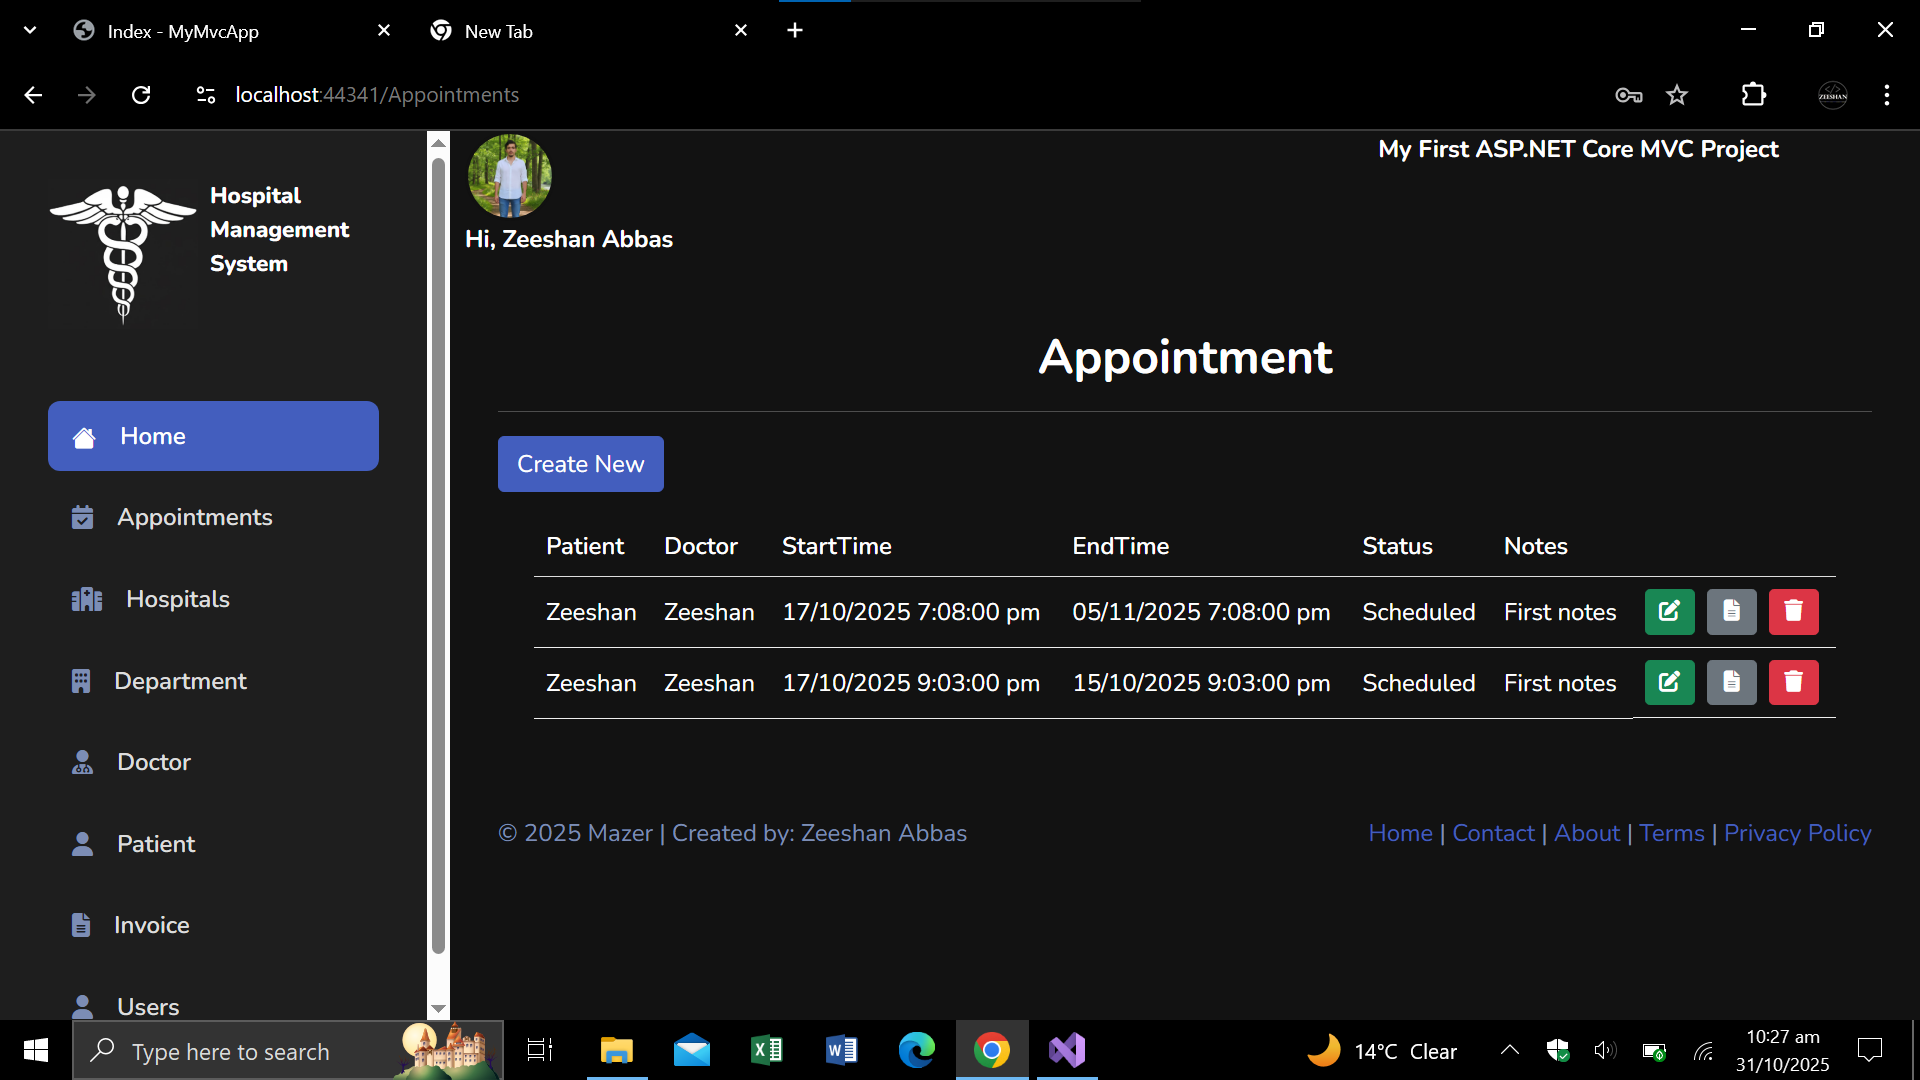 Index - MyMvcApp
New Tab
localhost:44341/Appointments
ZEESHAN
Hospital
Management
System
My First ASP.NET Core MVC Project
Hi, Zeeshan Abbas
Home
Appointments
Hospitals
Department
Doctor
Patient
Invoice
Users
Appointment
Create New
Patient Doctor StartTime EndTime Status Notes
Zeeshan Zeeshan 17/10/2025 7:08:00 pm 05/11/2025 7:08:00 pm Scheduled First notes
Zeeshan Zeeshan 17/10/2025 9:03:00 pm 15/10/2025 9:03:00 pm Scheduled First notes
© 2025 Mazer | Created by: Zeeshan Abbas
Home | Contact | About | Terms | Privacy Policy
Type here to search
14°C Clear
10:27 am
31/10/2025